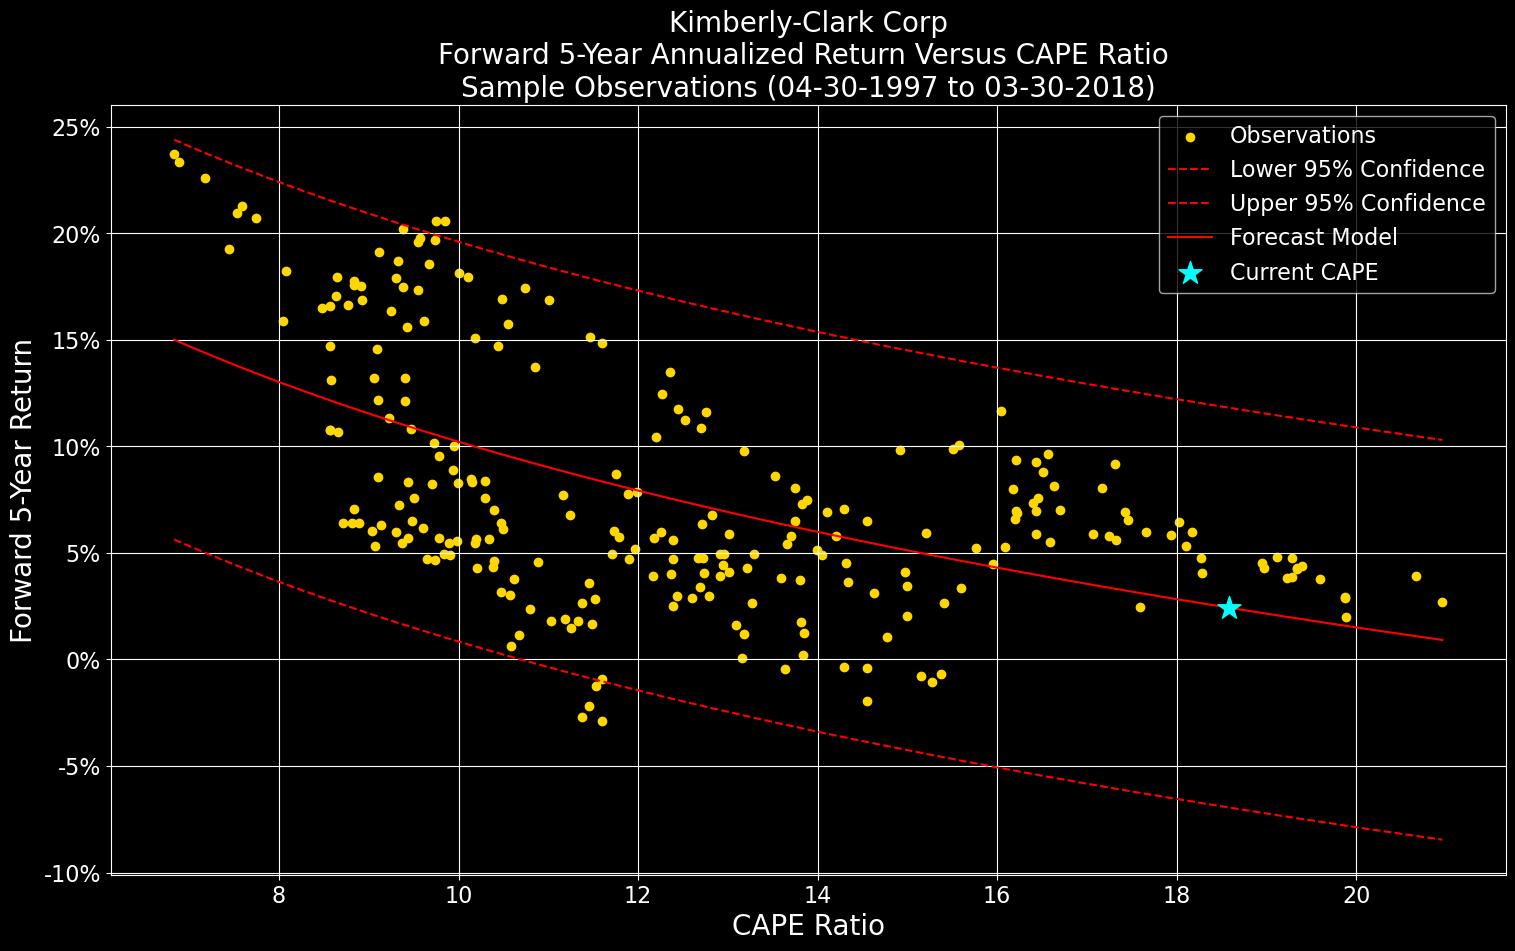 Kimberly-Clark Corp
Forward 5-Year Annualized Return Versus CAPE Ratio
Sample Observations (04-30-1997 to 03-30-2018)
Observations
Lower 95% Confidence
Upper 95% Confidence
Forecast Model
Current CAPE
Forward 5-Year Return
25%
20%
15%
10%
5%
0%
-5%
-10%
8 10 12 14 16 18 20
CAPE Ratio